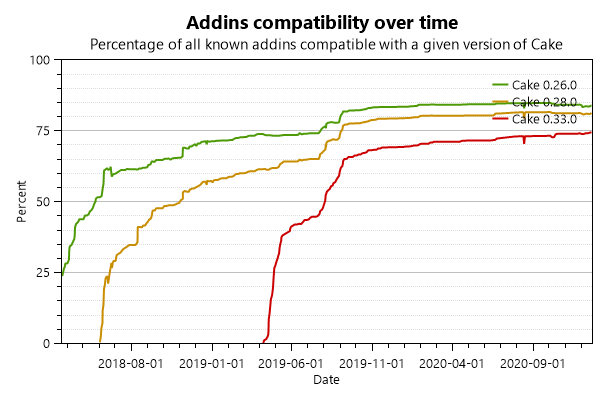 Addins compatibility over time
Percentage of all known addins compatible with a given version of Cake
100
75
50
25
0
Percent
Cake 0.26.0
Cake 0.28.0
Cake 0.33.0
2018-08-01
2019-01-01
2019-06-01
2019-11-01
2020-04-01
2020-09-01
Date